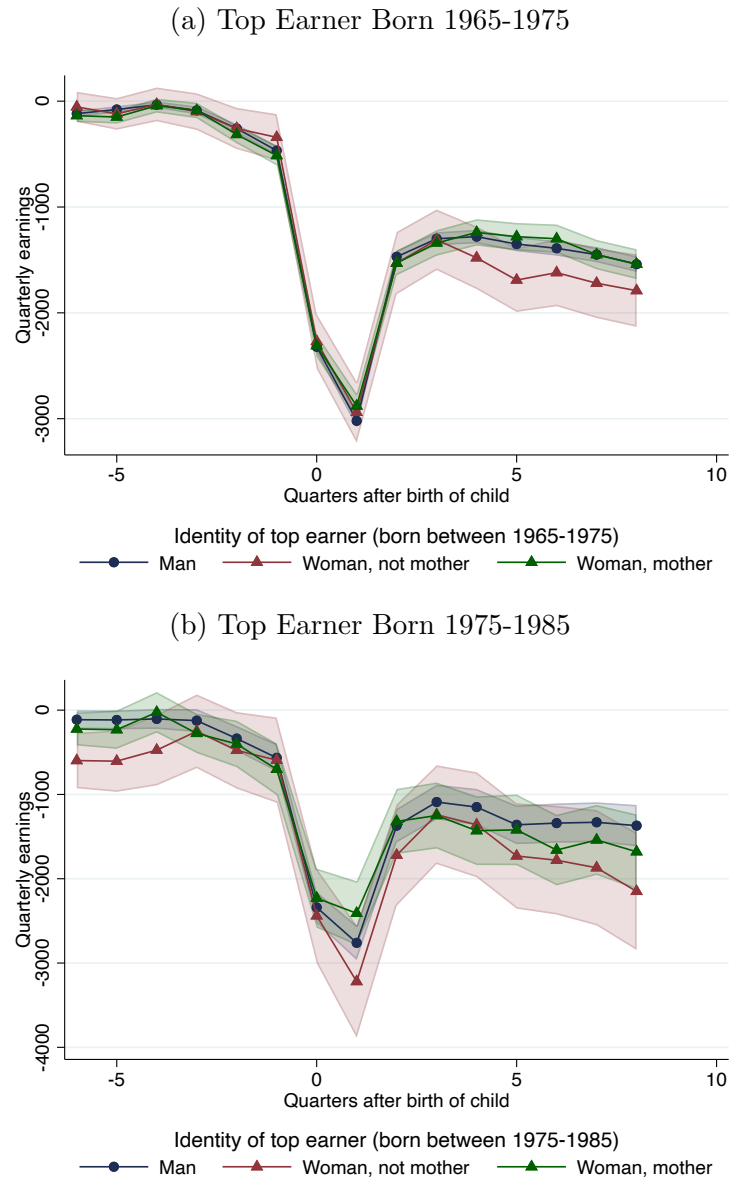 (a) Top Earner Born 1965-1975
0
-1000
-2000
-3000
Quarterly earnings
-5 0 5 10
Quarters after birth of child
Identity of top earner (born between 1965-1975)
Man Woman, not mother Woman, mother
(b) Top Earner Born 1975-1985
0
-1000
-2000
-3000
-4000
Quarterly earnings
-5 0 5 10
Quarters after birth of child
Identity of top earner (born between 1975-1985)
Man Woman, not mother Woman, mother